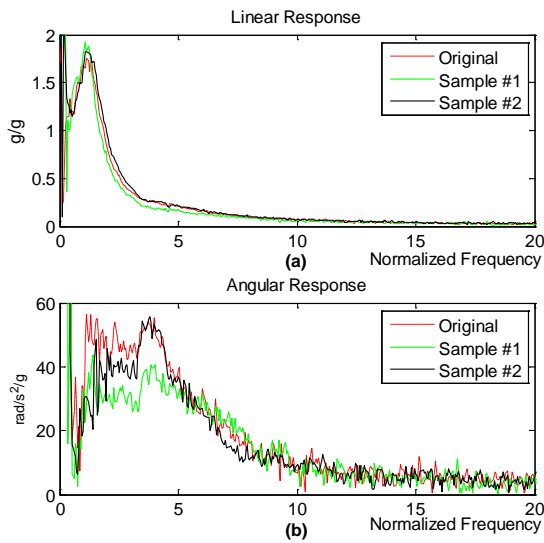 Linear Response
g/g
2
1.5
1
0.5
0
Original
Sample #1
Sample #2
0 5 10 15 20
(a)
Normalized Frequency
Angular Response
rad/s²/g
60
40
20
0
Original
Sample #1
Sample #2
0 5 10 15 20
(b)
Normalized Frequency